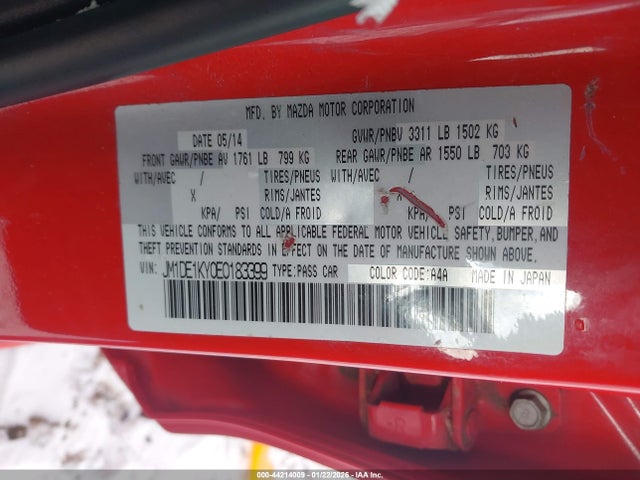 MFD. BY MAZDA MOTOR CORPORATION
DATE 05/14 GVWR/PNBV 3311 LB 1502 KG
FRONT GAWR/PNBE AV 1761 LB 799 KG REAR GAWR/PNBE AR 1550 LB 703 KG
WITH/AVEC / TIRES/PNEUS WITH/AVEC / TIRES/PNEUS
X RIMS/JANTES X RIMS/JANTES
KPA/ PSI COLD/A FROID KPA/ PSI COLD/A FROID
THIS VEHICLE CONFORMS TO ALL APPLICABLE FEDERAL MOTOR VEHICLE SAFETY, BUMPER, AND
THEFT PREVENTION STANDARDS IN EFFECT ON THE DATE OF MANUFACTURE SHOWN ABOVE.
VIN: JM1DE1KY0E0183399 TYPE:PASS CAR COLOR CODE:A4A MADE IN JAPAN
R
000-44214009 - 01/22/2026 - IAAI.COM